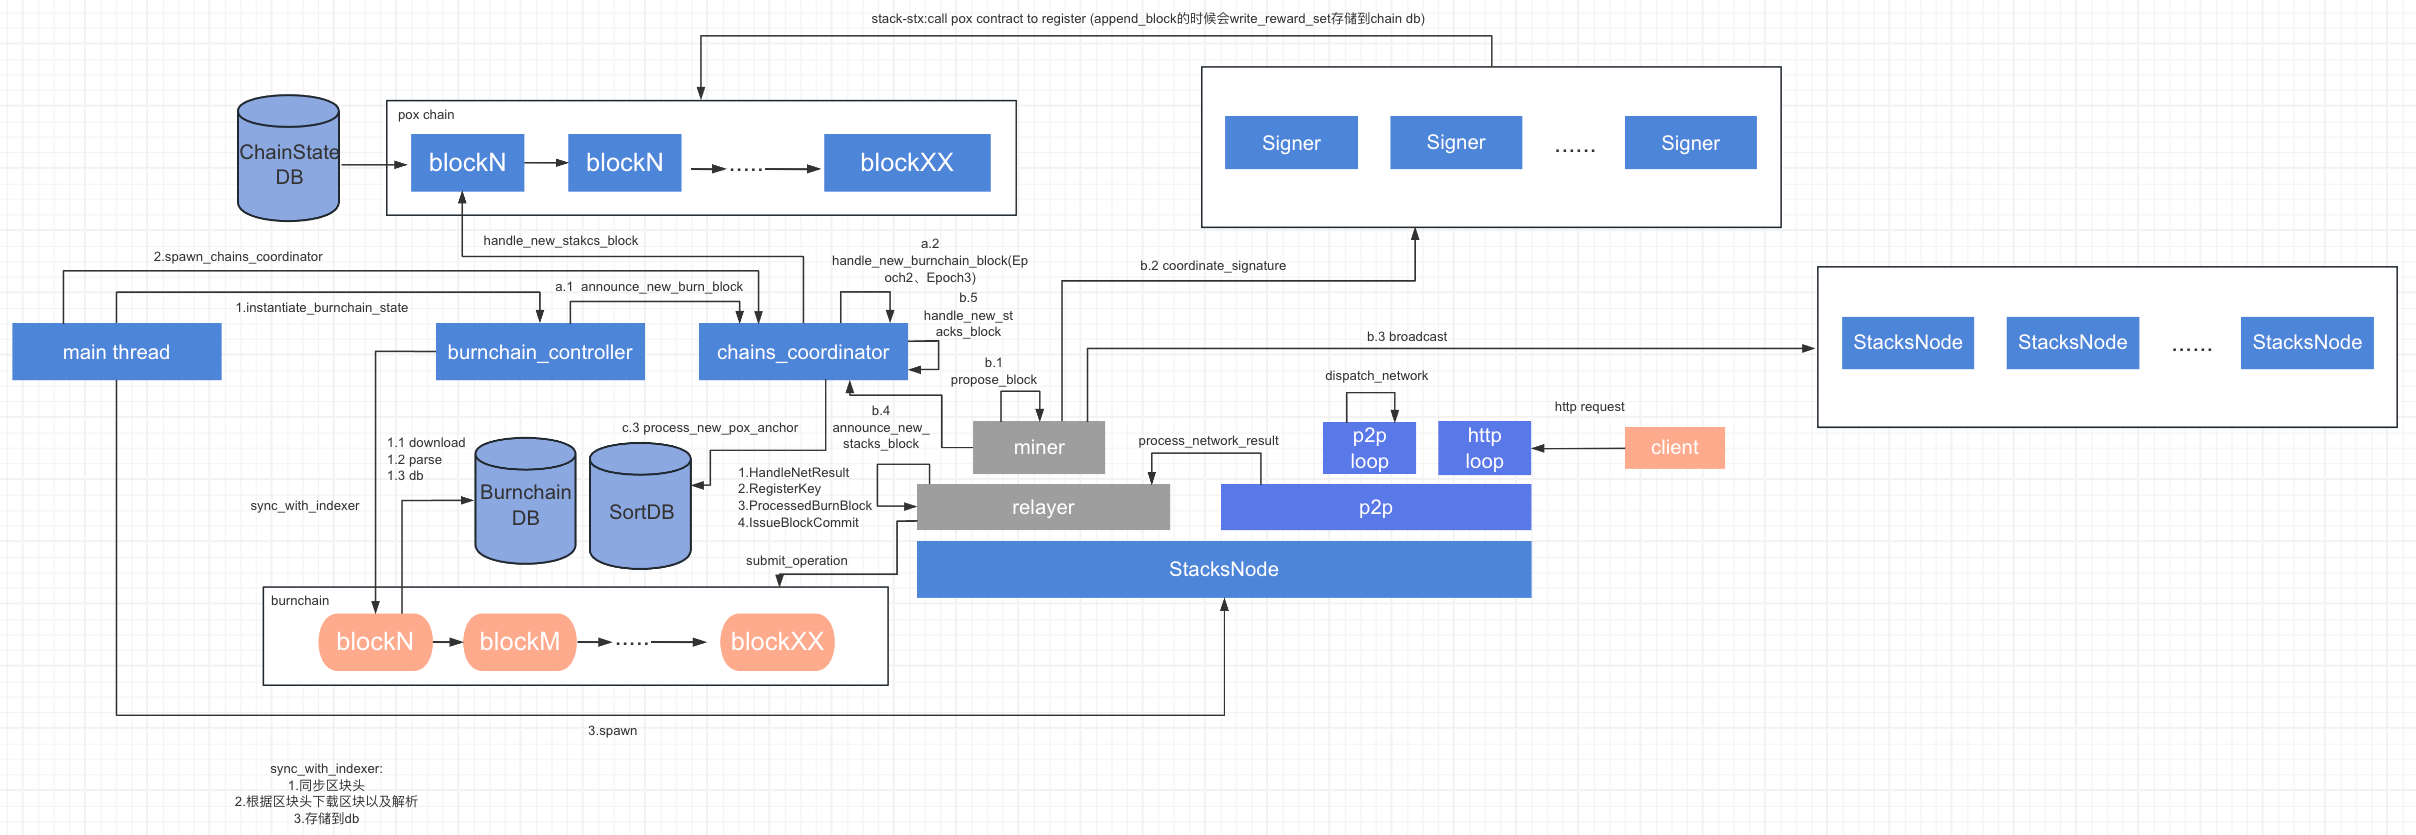 stack-stx:call pox contract to register (append_block的时候会write_reward_set存储到chain db)
pox chain
ChainState
DB
blockN
blockN
.....
blockXX
Signer
Signer
......
Signer
handle_new_stakcs_block
2.spawn_chains_coordinator
a.2
handle_new_burnchain_block(Ep
och2、Epoch3)
b.2 coordinate_signature
a.1 announce_new_burn_block
1.instantiate_burnchain_state
b.5
handle_new_st
acks_block
main thread
burnchain_controller
chains_coordinator
b.3 broadcast
StacksNode
StacksNode
......
StacksNode
b.1
propose_block
dispatch_network
http request
b.4
announce_new_
stacks_block
c.3 process_new_pox_anchor
1.1 download
1.2 parse
1.3 db
miner
process_network_result
p2p
loop
http
loop
client
sync_with_indexer
Burnchain
DB
SortDB
1.HandleNetResult
2.RegisterKey
3.ProcessedBurnBlock
4.IssueBlockCommit
relayer
p2p
submit_operation
StacksNode
burnchain
blockN
blockM
.....
blockXX
3.spawn
sync_with_indexer:
1.同步区块头
2.根据区块头下载区块以及解析
3.存储到db